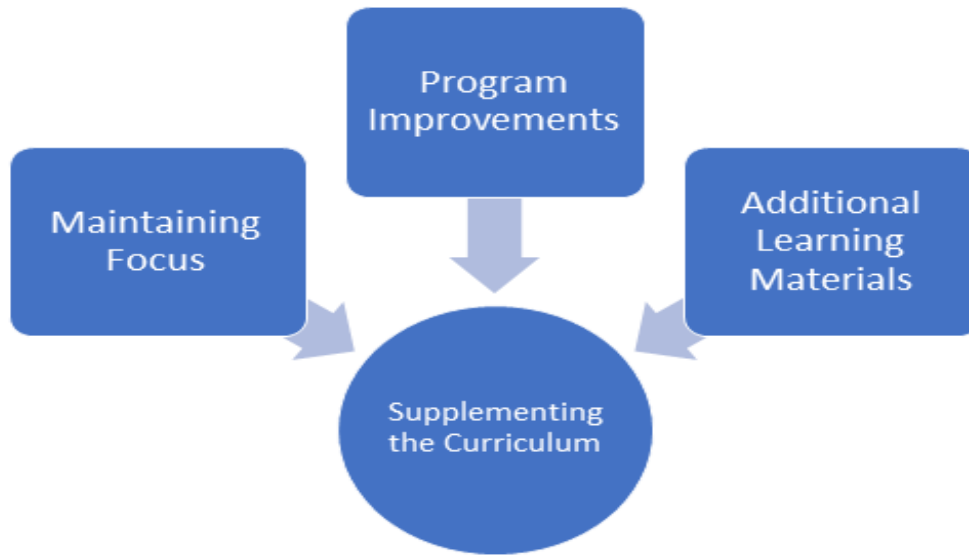 Program
Improvements
Maintaining
Focus
Additional
Learning
Materials
Supplementing
the Curriculum